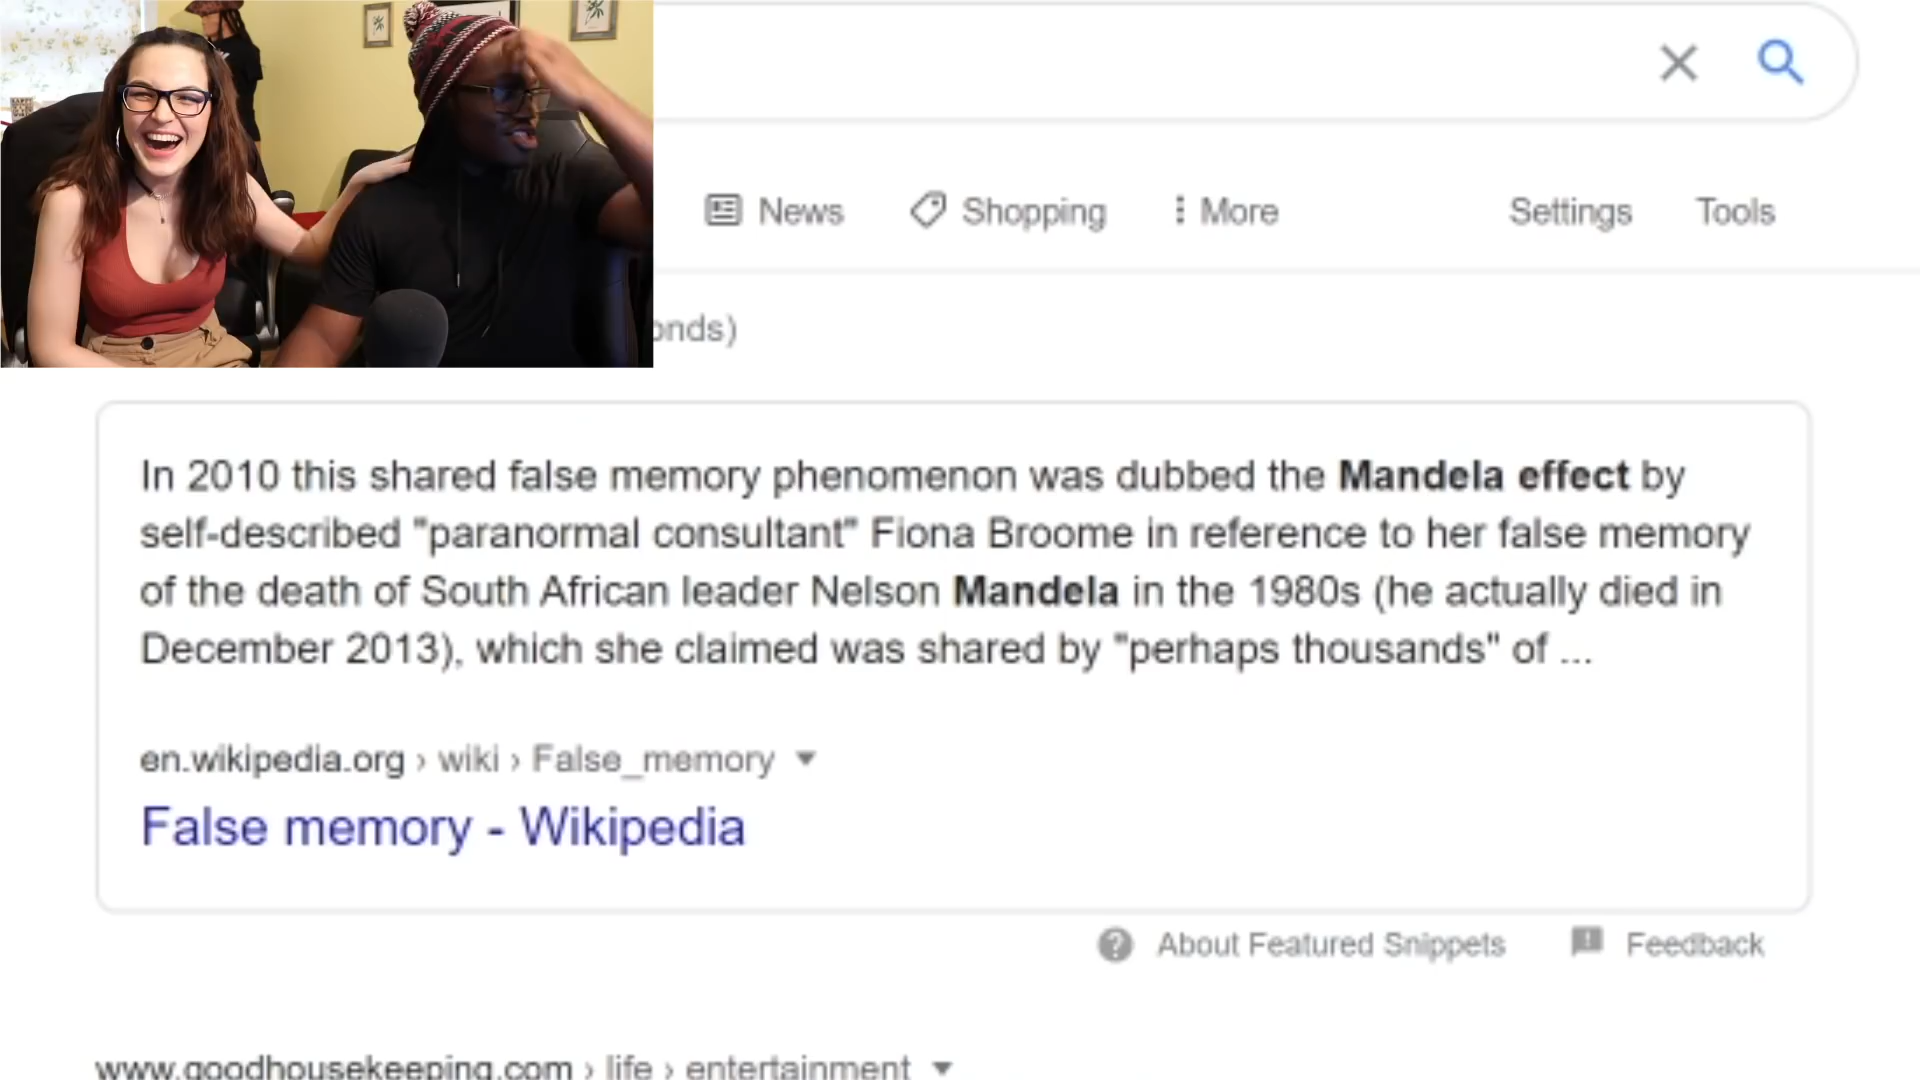 News Shopping More Settings Tools
onds)
In 2010 this shared false memory phenomenon was dubbed the Mandela effect by
self-described "paranormal consultant" Fiona Broome in reference to her false memory
of the death of South African leader Nelson Mandela in the 1980s (he actually died in
December 2013), which she claimed was shared by "perhaps thousands" of ...
en.wikipedia.org › wiki › False_memory
False memory - Wikipedia
About Featured Snippets Feedback
www.goodhousekeeping.com › life › entertainment